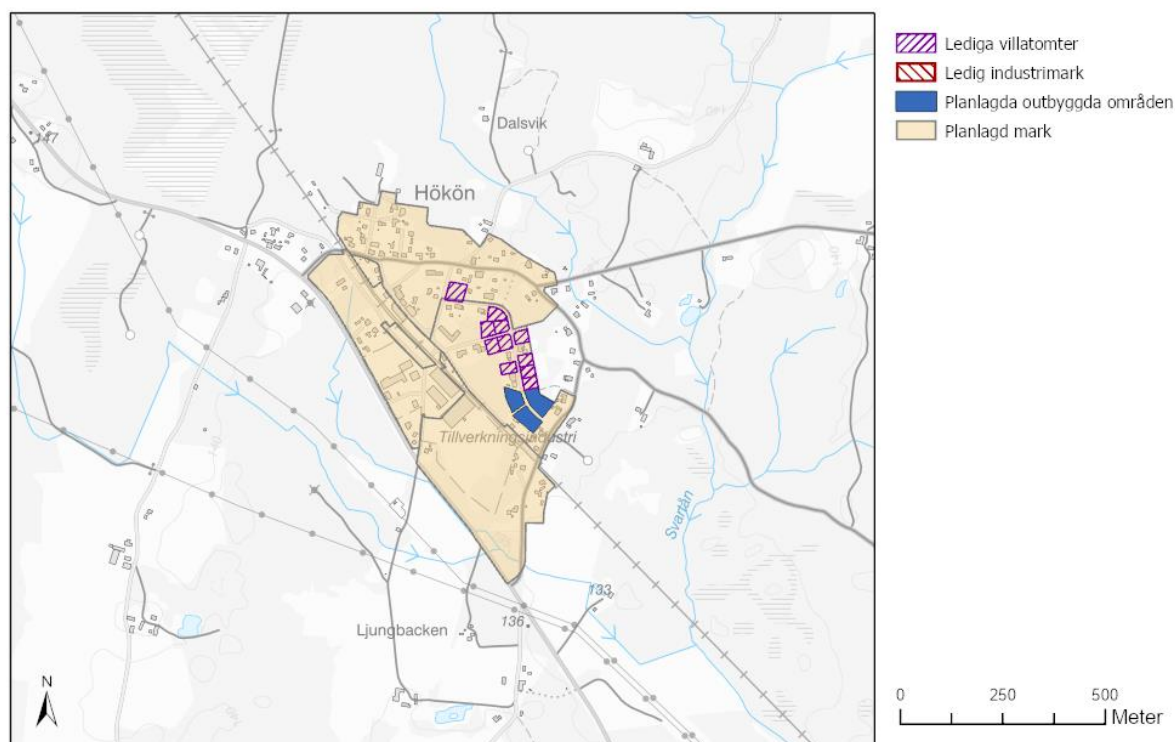 Lediga villatomter
Ledig industrimark
Planlagda outbyggda områden
Planlagd mark
147
Dalsvik
Hökön
Tillverkningsindustri
Svartån
133
136
Ljungbacken
N
0 250 500
Meter